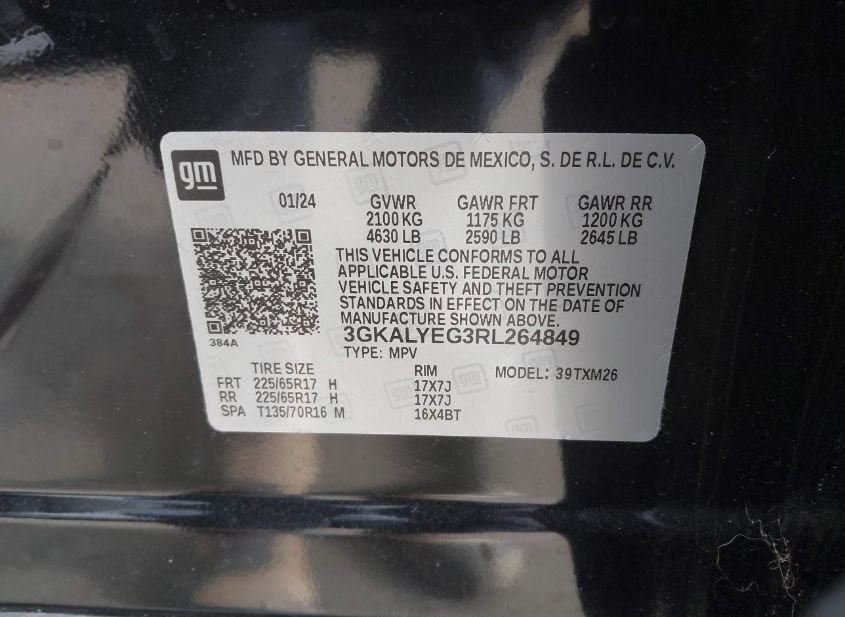 gm MFD BY GENERAL MOTORS DE MEXICO, S. DE R.L. DE C.V.
01/24 GVWR GAWR FRT GAWR RR
2100 KG 1175 KG 1200 KG
4630 LB 2590 LB 2645 LB
THIS VEHICLE CONFORMS TO ALL
APPLICABLE U.S. FEDERAL MOTOR
VEHICLE SAFETY AND THEFT PREVENTION
STANDARDS IN EFFECT ON THE DATE OF
MANUFACTURE SHOWN ABOVE.
384A
3GKALYEG3RL264849
TYPE: MPV
TIRE SIZE RIM MODEL: 39TXM26
FRT 225/65R17 H 17X7J
RR 225/65R17 H 17X7J
SPA T135/70R16 M 16X4BT